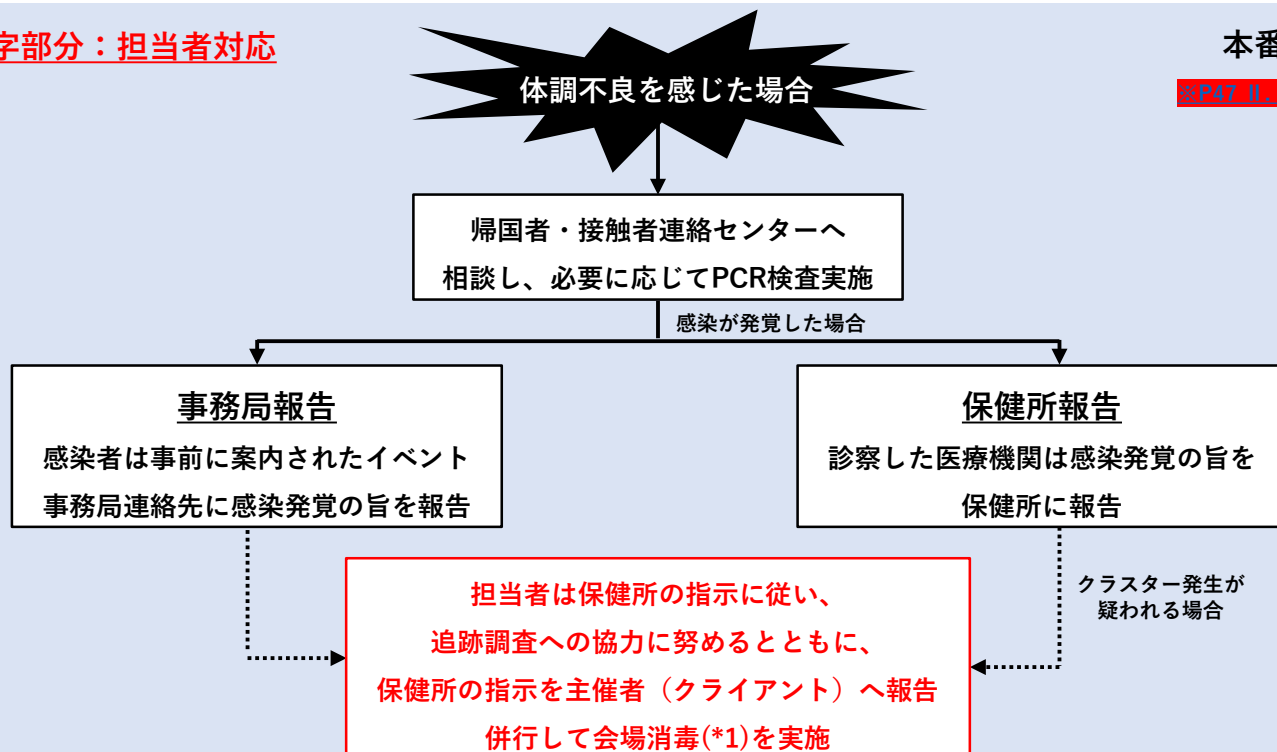 字部分：担当者対応
本番
※P47 Ⅱ.
体調不良を感じた場合
帰国者・接触者連絡センターへ
相談し、必要に応じてPCR検査実施
感染が発覚した場合
事務局報告
感染者は事前に案内されたイベント
事務局連絡先に感染発覚の旨を報告
保健所報告
診察した医療機関は感染発覚の旨を
保健所に報告
クラスター発生が
疑われる場合
担当者は保健所の指示に従い、
追跡調査への協力に努めるとともに、
保健所の指示を主催者（クライアント）へ報告
併行して会場消毒(*1)を実施